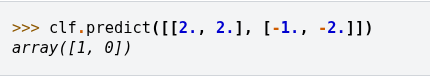 >>> clf.predict([[2., 2.], [-1., -2.]])
array([1, 0])